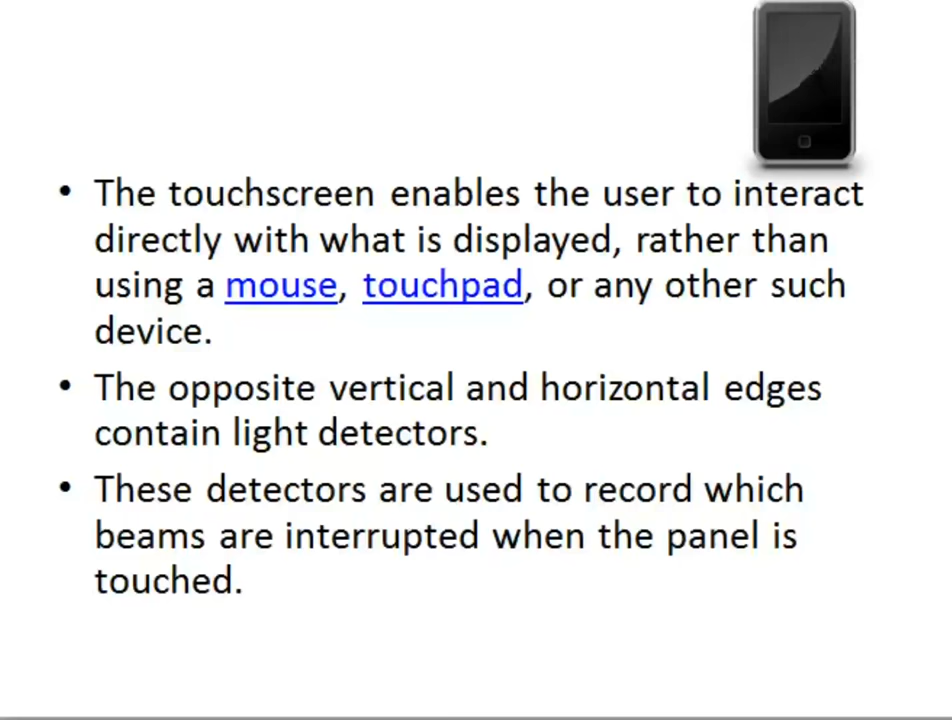 • The touchscreen enables the user to interact
directly with what is displayed, rather than
using a mouse, touchpad, or any other such
device.
• The opposite vertical and horizontal edges
contain light detectors.
• These detectors are used to record which
beams are interrupted when the panel is
touched.